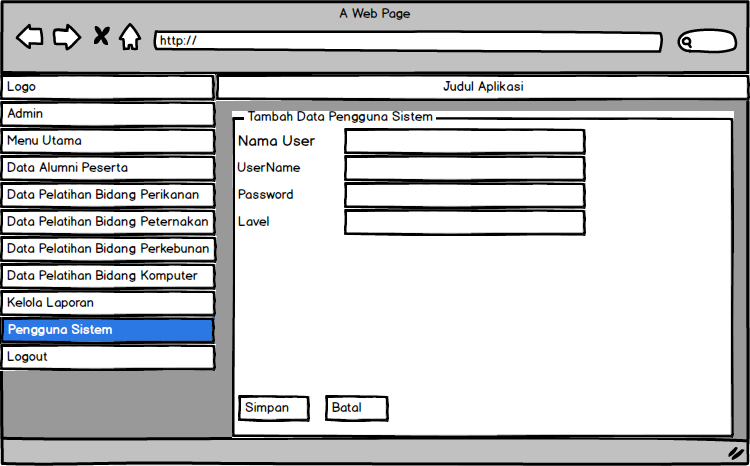 A Web Page
http://
Logo
Judul Aplikasi
Admin
Menu Utama
Data Alumni Peserta
Data Pelatihan Bidang Perikanan
Data Pelatihan Bidang Peternakan
Data Pelatihan Bidang Perkebunan
Data Pelatihan Bidang Komputer
Kelola Laporan
Pengguna Sistem
Logout
Tambah Data Pengguna Sistem
Nama User
UserName
Password
Lavel
Simpan
Batal